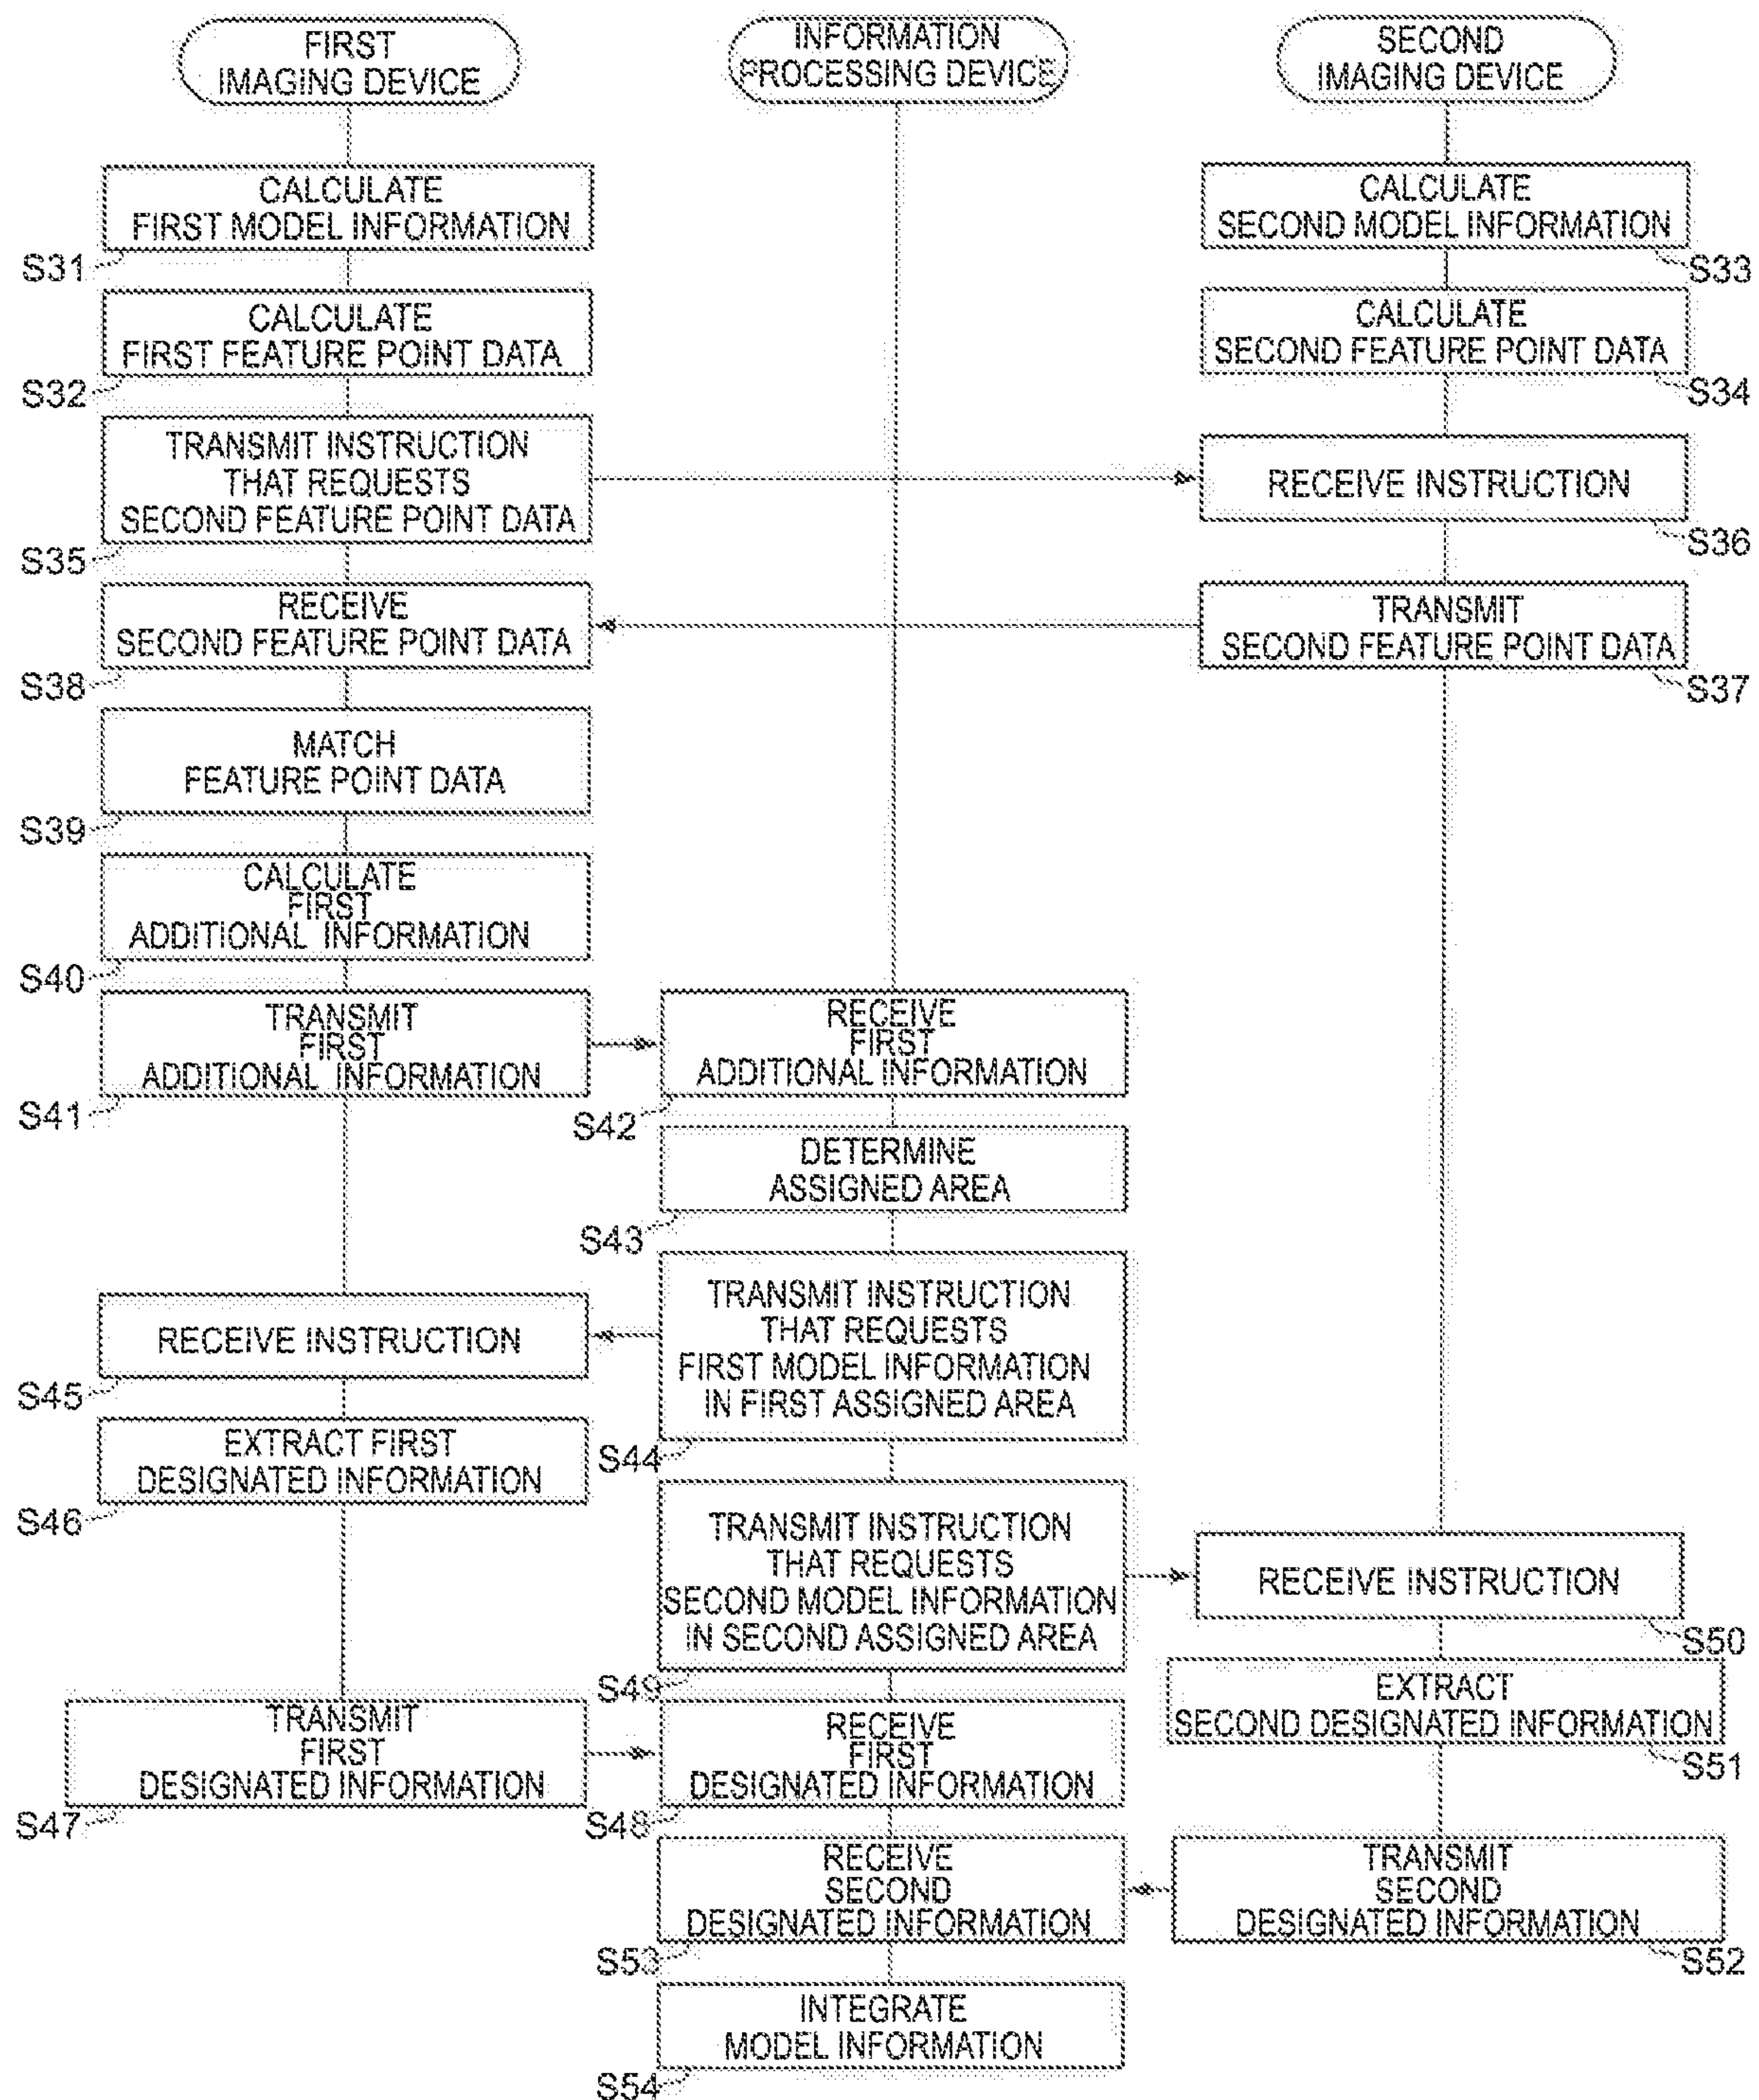 FIRST
IMAGING DEVICE
INFORMATION
PROCESSING DEVICE
SECOND
IMAGING DEVICE
CALCULATE
FIRST MODEL INFORMATION
S31
CALCULATE
SECOND MODEL INFORMATION
S33
CALCULATE
FIRST FEATURE POINT DATA
S32
CALCULATE
SECOND FEATURE POINT DATA
S34
TRANSMIT INSTRUCTION
THAT REQUESTS
SECOND FEATURE POINT DATA
S35
RECEIVE INSTRUCTION
S36
RECEIVE
SECOND FEATURE POINT DATA
S38
TRANSMIT
SECOND FEATURE POINT DATA
S37
MATCH
FEATURE POINT DATA
S39
CALCULATE
FIRST
ADDITIONAL INFORMATION
S40
TRANSMIT
FIRST
ADDITIONAL INFORMATION
S41
RECEIVE
FIRST
ADDITIONAL INFORMATION
S42
DETERMINE
ASSIGNED AREA
S43
TRANSMIT INSTRUCTION
THAT REQUESTS
FIRST MODEL INFORMATION
IN FIRST ASSIGNED AREA
S44
RECEIVE INSTRUCTION
S45
EXTRACT FIRST
DESIGNATED INFORMATION
S46
TRANSMIT INSTRUCTION
THAT REQUESTS
SECOND MODEL INFORMATION
IN SECOND ASSIGNED AREA
S49
RECEIVE INSTRUCTION
S50
EXTRACT
SECOND DESIGNATED INFORMATION
S51
TRANSMIT
FIRST
DESIGNATED INFORMATION
S47
RECEIVE
FIRST
DESIGNATED INFORMATION
S48
RECEIVE
SECOND
DESIGNATED INFORMATION
S53
TRANSMIT
SECOND
DESIGNATED INFORMATION
S52
INTEGRATE
MODEL INFORMATION
S54